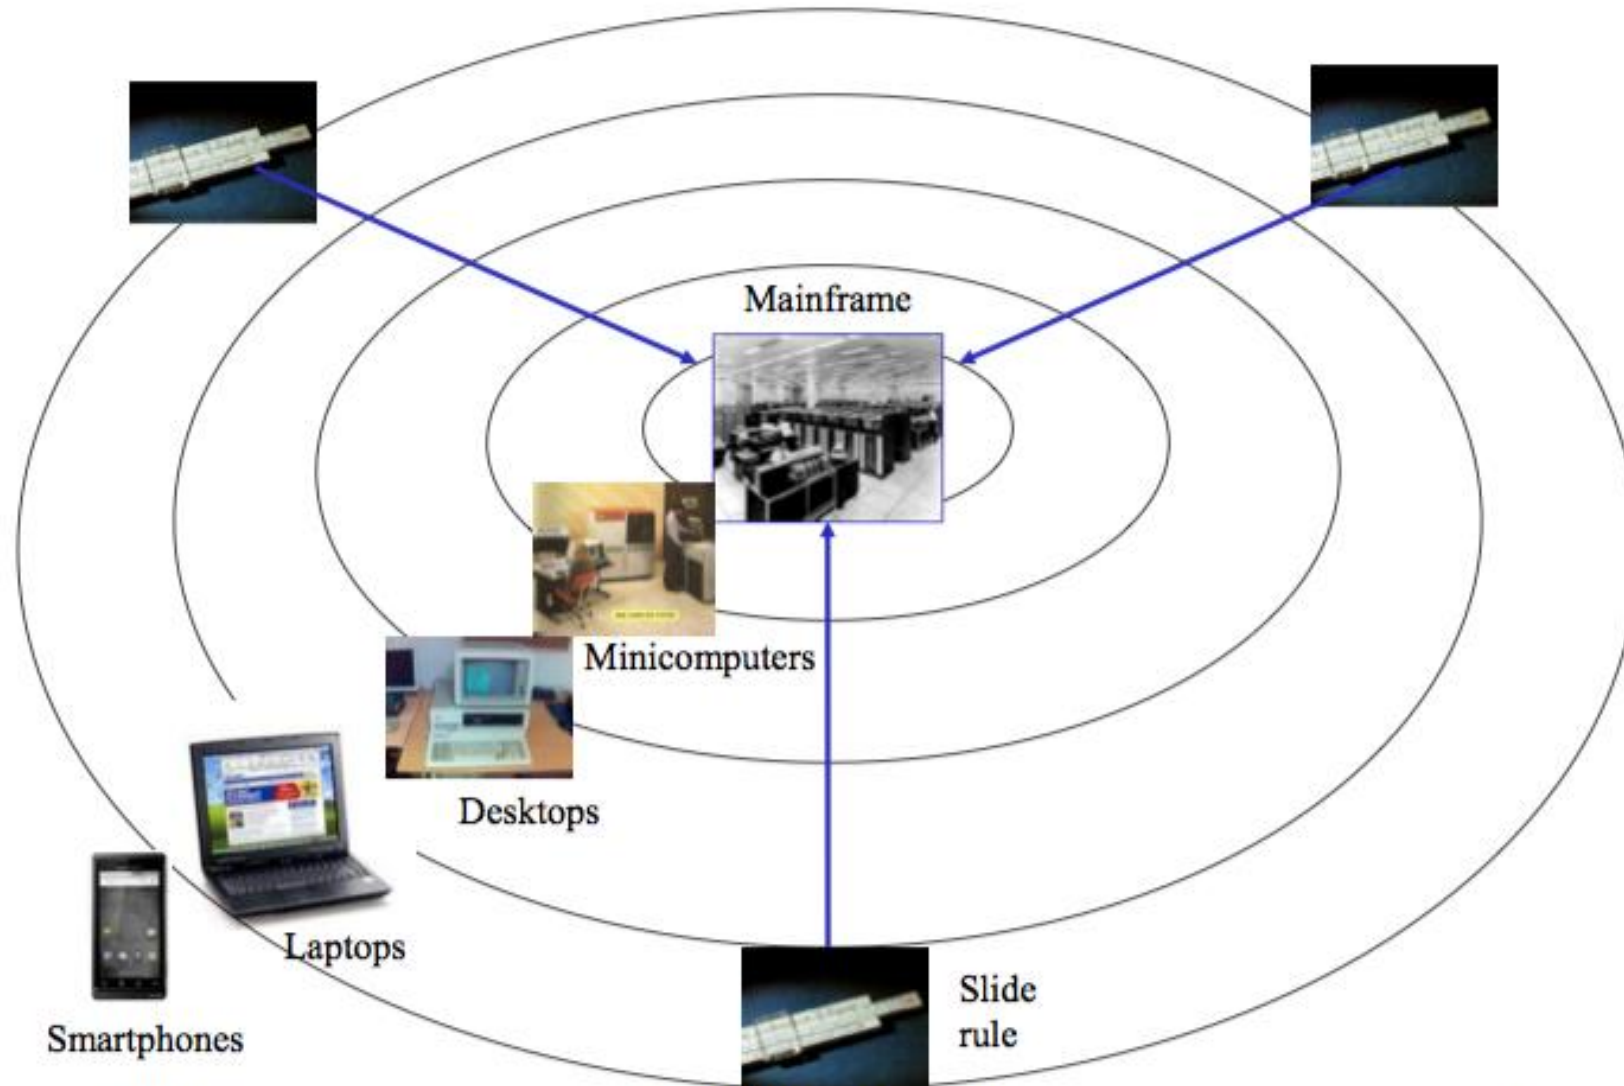 Mainframe
Minicomputers
Desktops
Laptops
Slide
rule
Smartphones